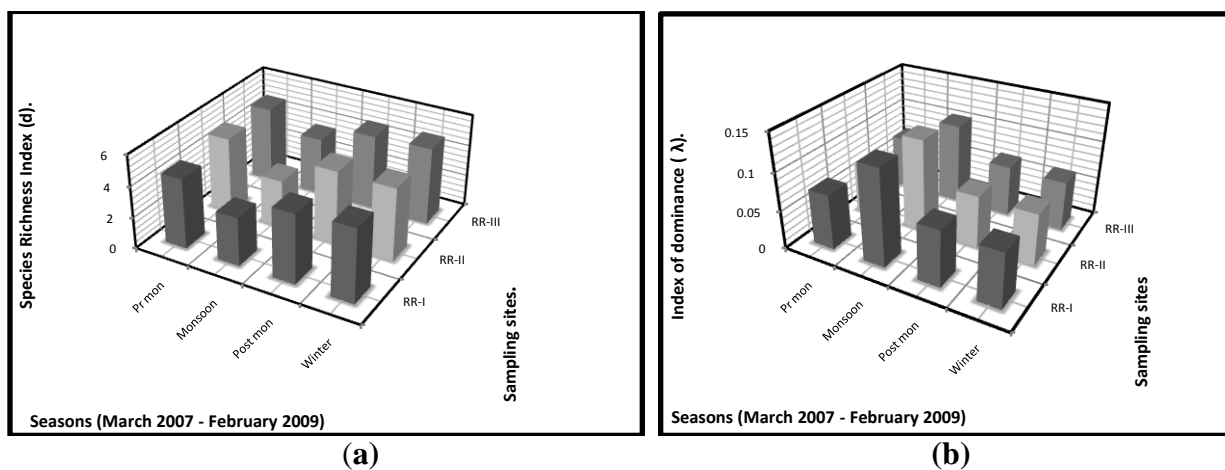 Species Richness Index (d).
6
4
2
0
Pr mon
Monsoon
Post mon
Winter
RR-III
RR-II
RR-I
Sampling sites.
Seasons (March 2007 - February 2009)
(a)
Index of dominance ( λ).
0.15
0.1
0.05
0
Pr mon
Monsoon
Post mon
Winter
RR-III
RR-II
RR-I
Sampling sites
Seasons (March 2007 - February 2009)
(b)